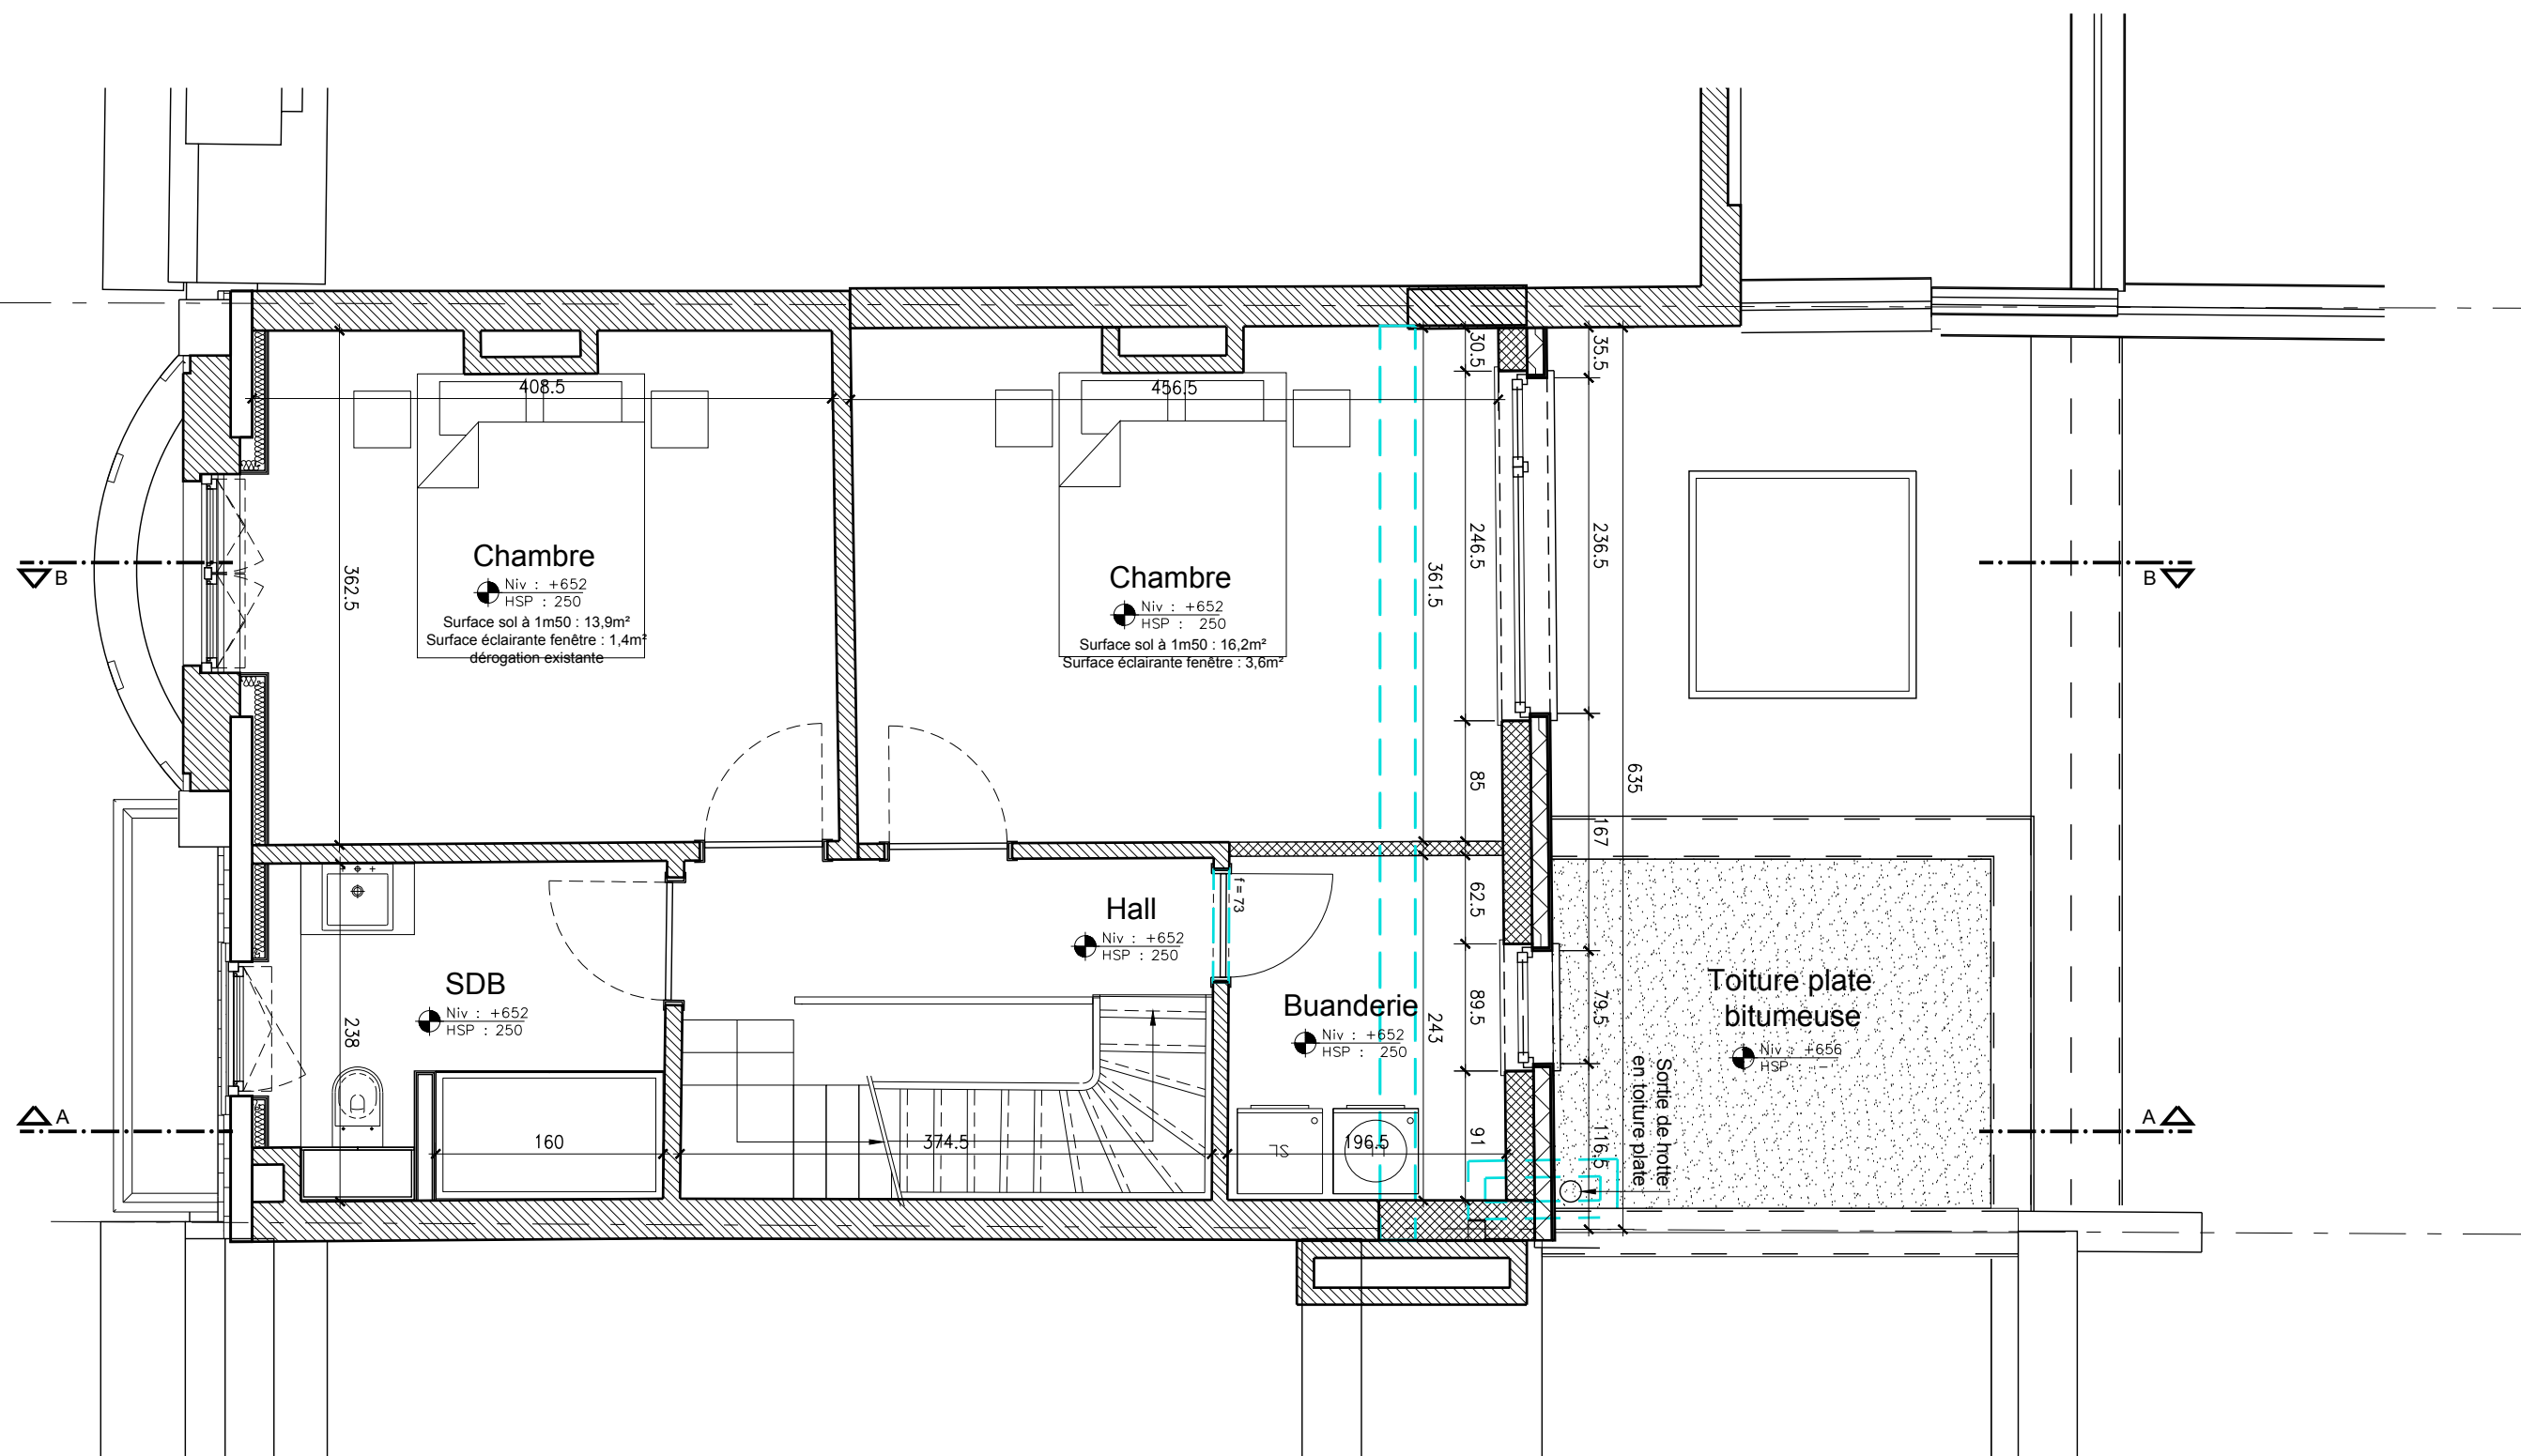 30.5
35.5
408.5
456.5
246.5
236.5
Chambre
Niv : +652
HSP : 250
Surface sol à 1m50 : 13,9m²
Surface éclairante fenêtre : 1,4m²
dérogation existante
Chambre
Niv : +652
HSP : 250
Surface sol à 1m50 : 16,2m²
Surface éclairante fenêtre : 3,6m²
362.5
361.5
B
B
85
635
167
62.5
f = 73
Hall
Niv : +652
HSP : 250
SDB
Niv : +652
HSP : 250
238
Buanderie
Niv : +652
HSP : 250
243
89.5
79.5
Toiture plate
bitumeuse
Niv : +656
HSP : -
Sortie de hotte
en toiture plate
A
A
160
374.5
SL
196.5
91
116.5